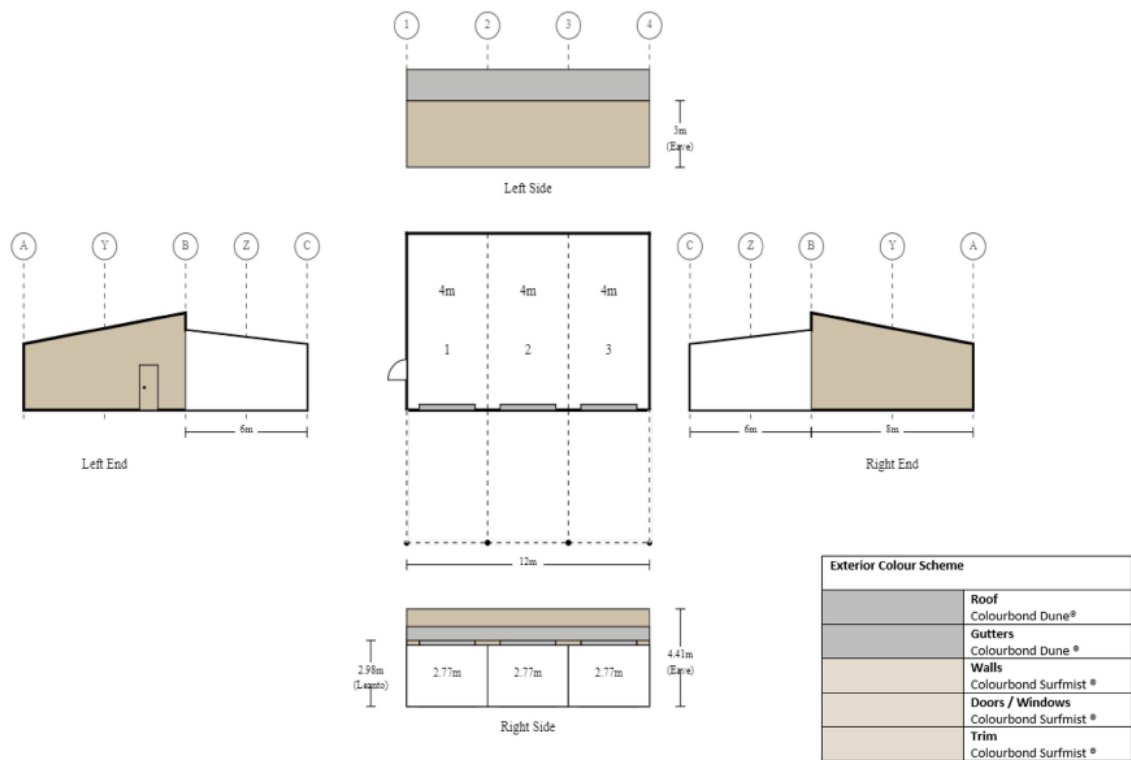 1 2 3 4
3m
(Eave)
Left Side
A Y B Z C
6m
Left End
4m 4m 4m
1 2 3
12m
C Z B Y A
6m 8m
Right End
2.98m
(Leanto)
2.77m 2.77m 2.77m
4.41m
(Eave)
Right Side
Exterior Colour Scheme
Roof
Colourbond Dune®
Gutters
Colourbond Dune ®
Walls
Colourbond Surfmist ®
Doors / Windows
Colourbond Surfmist ®
Trim
Colourbond Surfmist ®